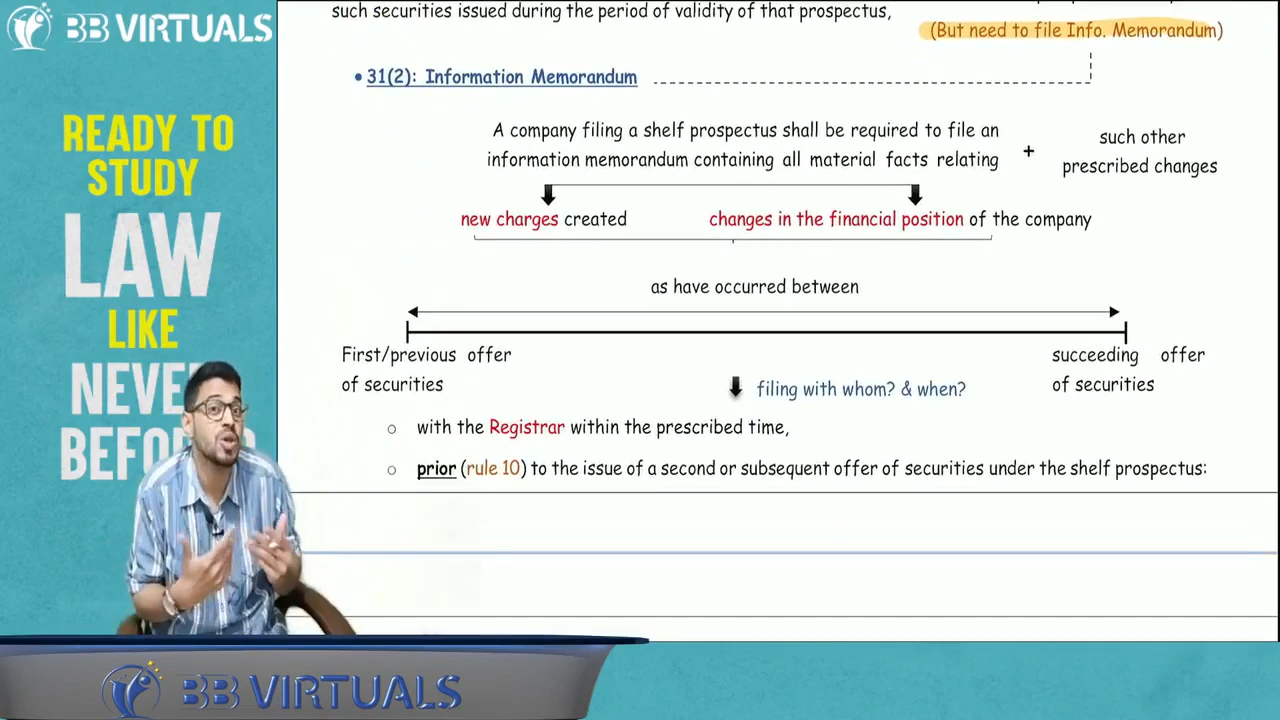 BB VIRTUALS
READY TO
STUDY
LAW
LIKE
NEVE
BEFO
such securities issued during the period of validity of that prospectus,
(But need to file Info. Memorandum)
• 31(2): Information Memorandum
A company filing a shelf prospectus shall be required to file an
information memorandum containing all material facts relating
+
such other
prescribed changes
new charges created
changes in the financial position of the company
as have occurred between
First/previous offer
of securities
succeeding offer
of securities
filing with whom? & when?
○ with the Registrar within the prescribed time,
○ prior (rule 10) to the issue of a second or subsequent offer of securities under the shelf prospectus:
BB VIRTUALS